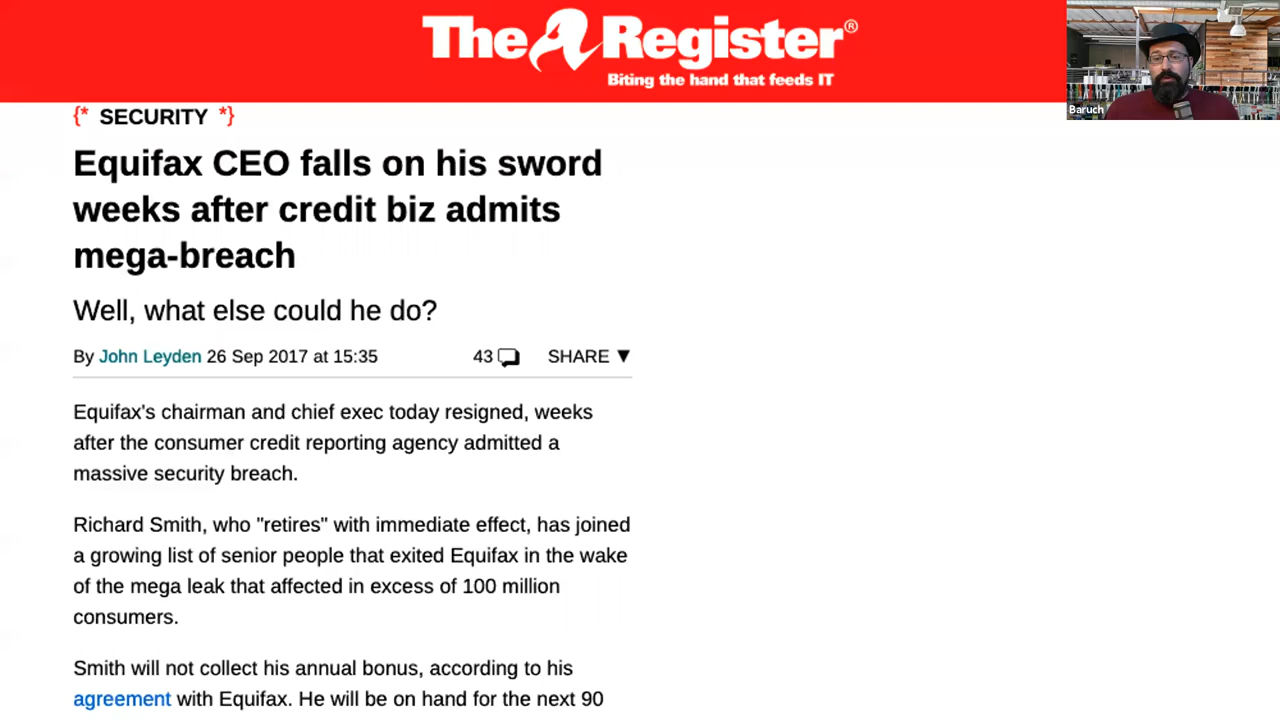 The Register®
Biting the hand that feeds IT
Baruch
{* SECURITY *}
Equifax CEO falls on his sword
weeks after credit biz admits
mega-breach
Well, what else could he do?
By John Leyden 26 Sep 2017 at 15:35 43 SHARE ▼
Equifax's chairman and chief exec today resigned, weeks
after the consumer credit reporting agency admitted a
massive security breach.
Richard Smith, who "retires" with immediate effect, has joined
a growing list of senior people that exited Equifax in the wake
of the mega leak that affected in excess of 100 million
consumers.
Smith will not collect his annual bonus, according to his
agreement with Equifax. He will be on hand for the next 90